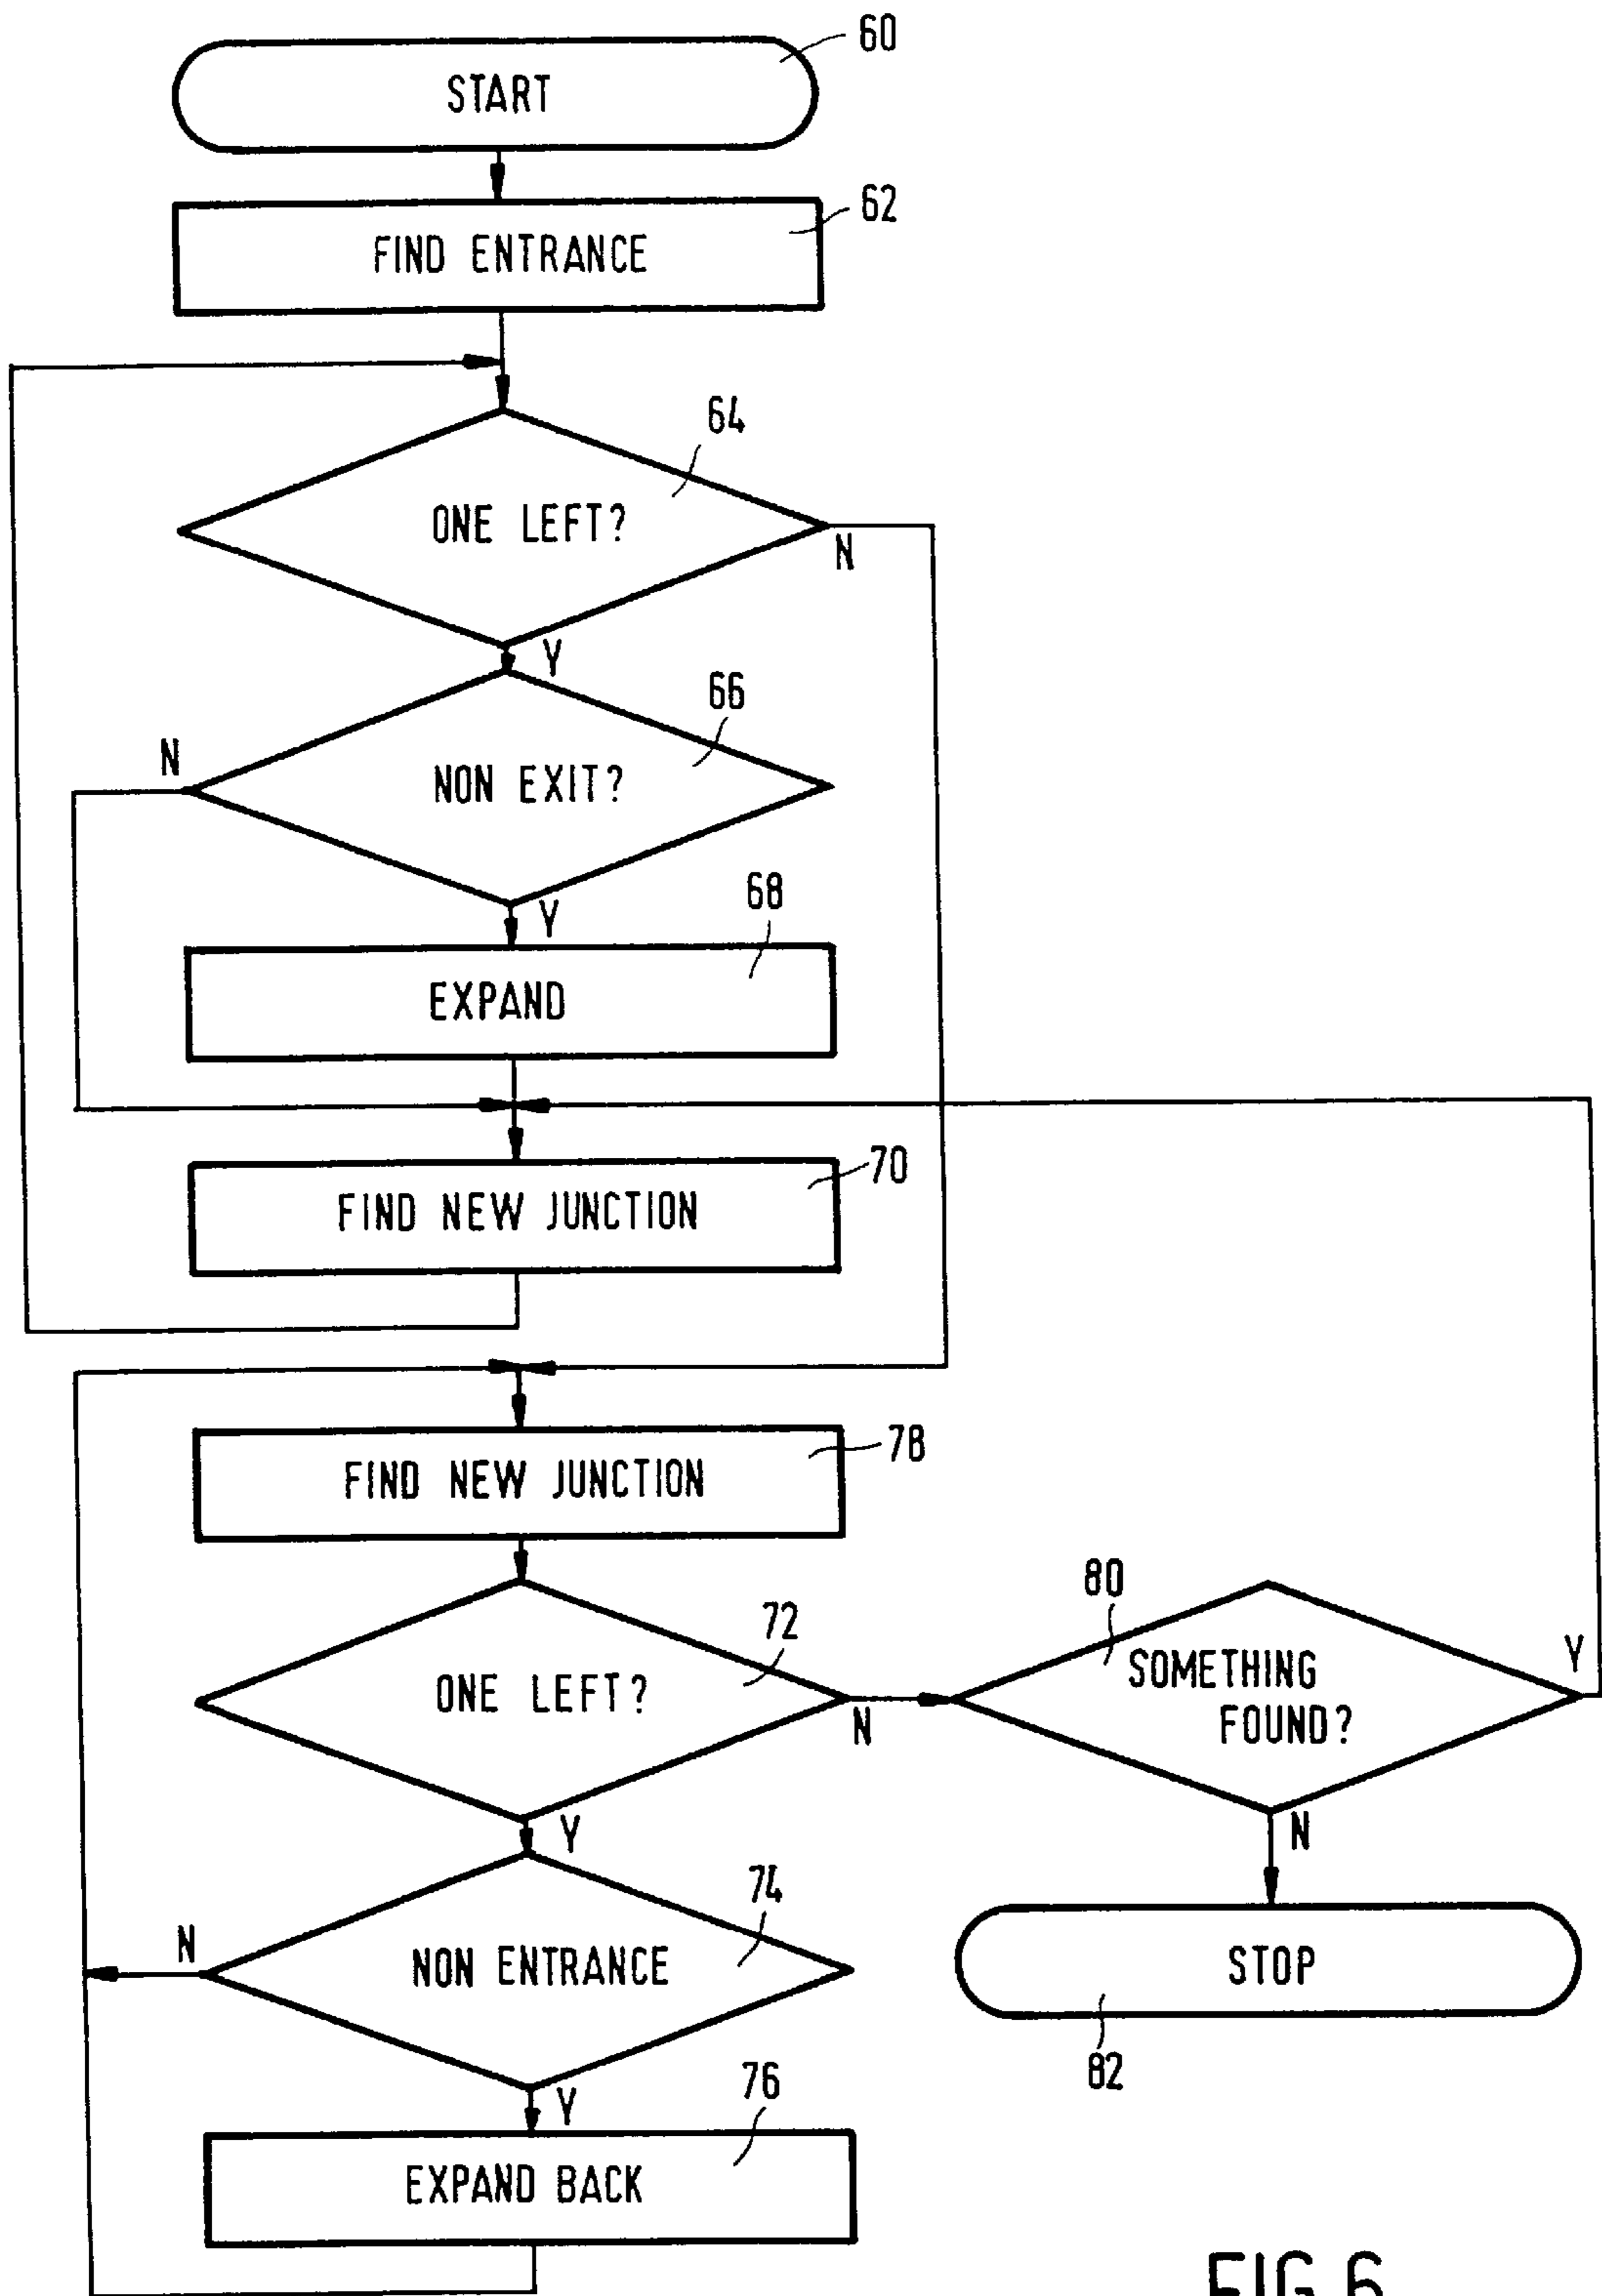 60
START
62
FIND ENTRANCE
64
ONE LEFT?
N
Y
66
N
NON EXIT?
68
Y
EXPAND
70
FIND NEW JUNCTION
78
FIND NEW JUNCTION
80
72
SOMETHING
FOUND?
Y
ONE LEFT?
N
Y
N
74
N
NON ENTRANCE
STOP
82
76
Y
EXPAND BACK
FIG. 6